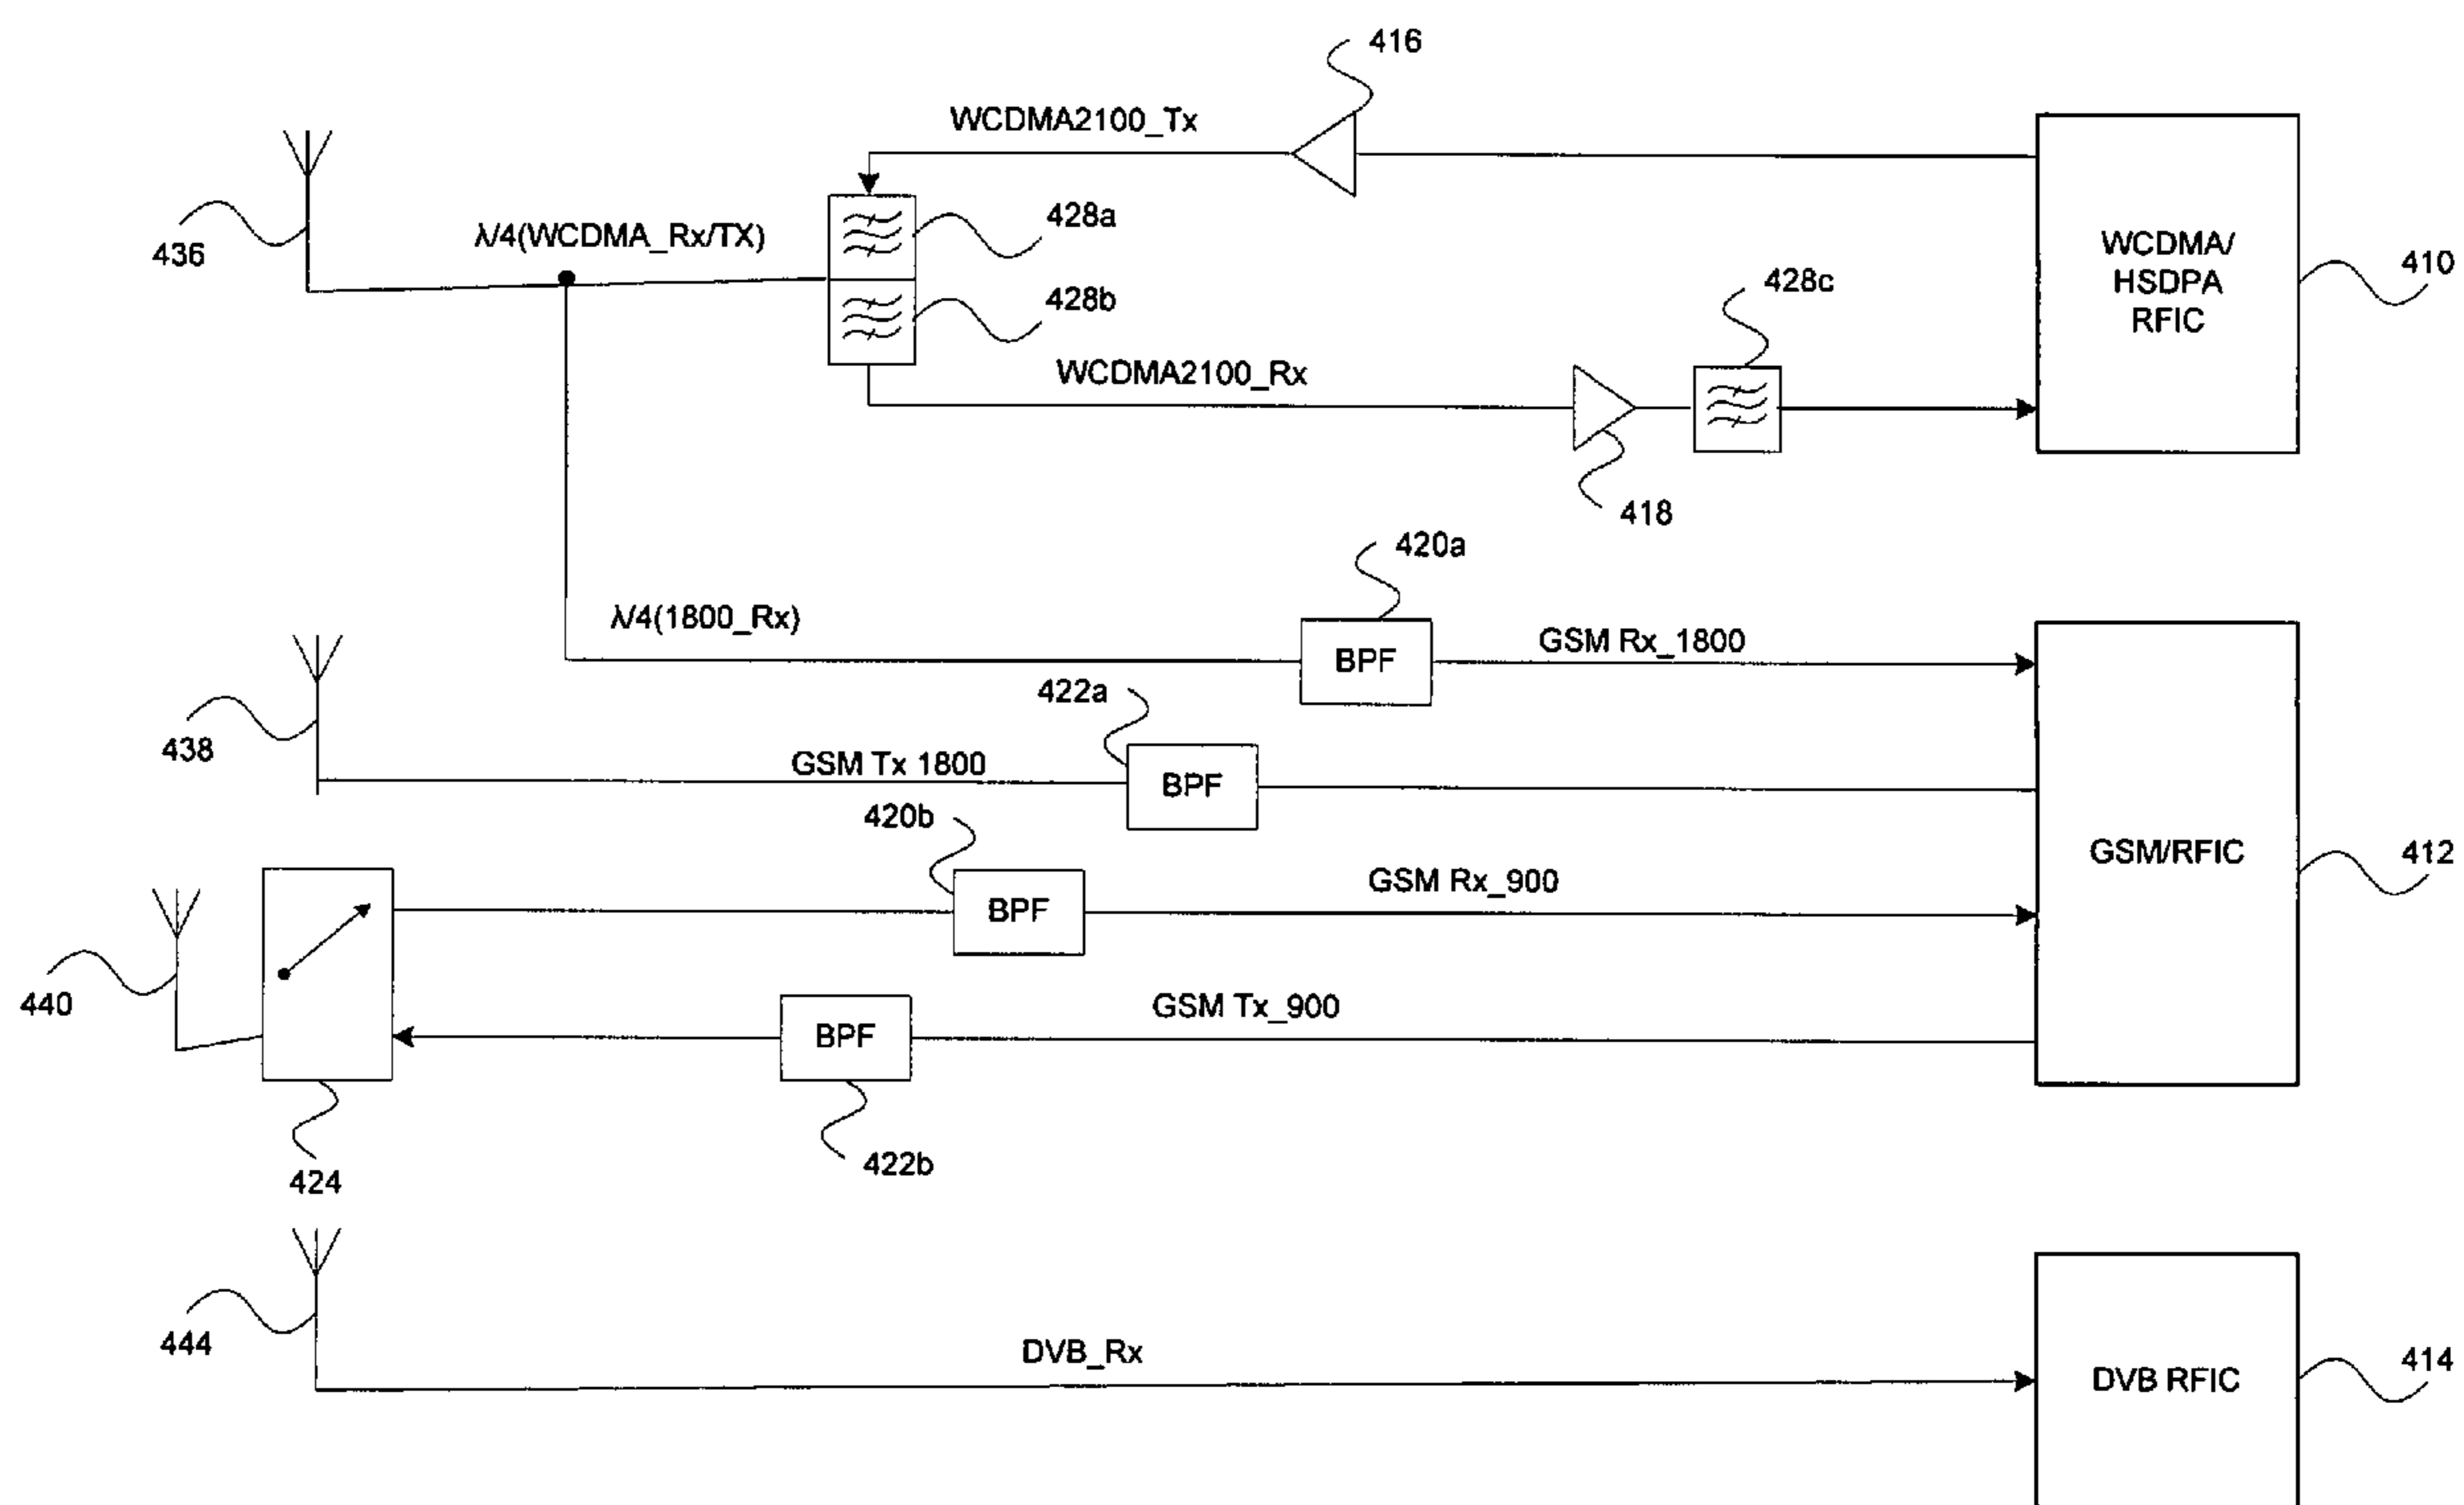 416
WCDMA2100_Tx
436
λ/4(WCDMA_Rx/TX)
428a
428b
WCDMA/
HSDPA
RFIC
410
428c
WCDMA2100_Rx
418
420a
λ/4(1800_Rx)
BPF
GSM Rx_1800
422a
438
GSM Tx 1800
BPF
420b
BPF
GSM Rx_900
GSM/RFIC
412
440
BPF
GSM Tx_900
424
422b
444
DVB_Rx
DVB RFIC
414